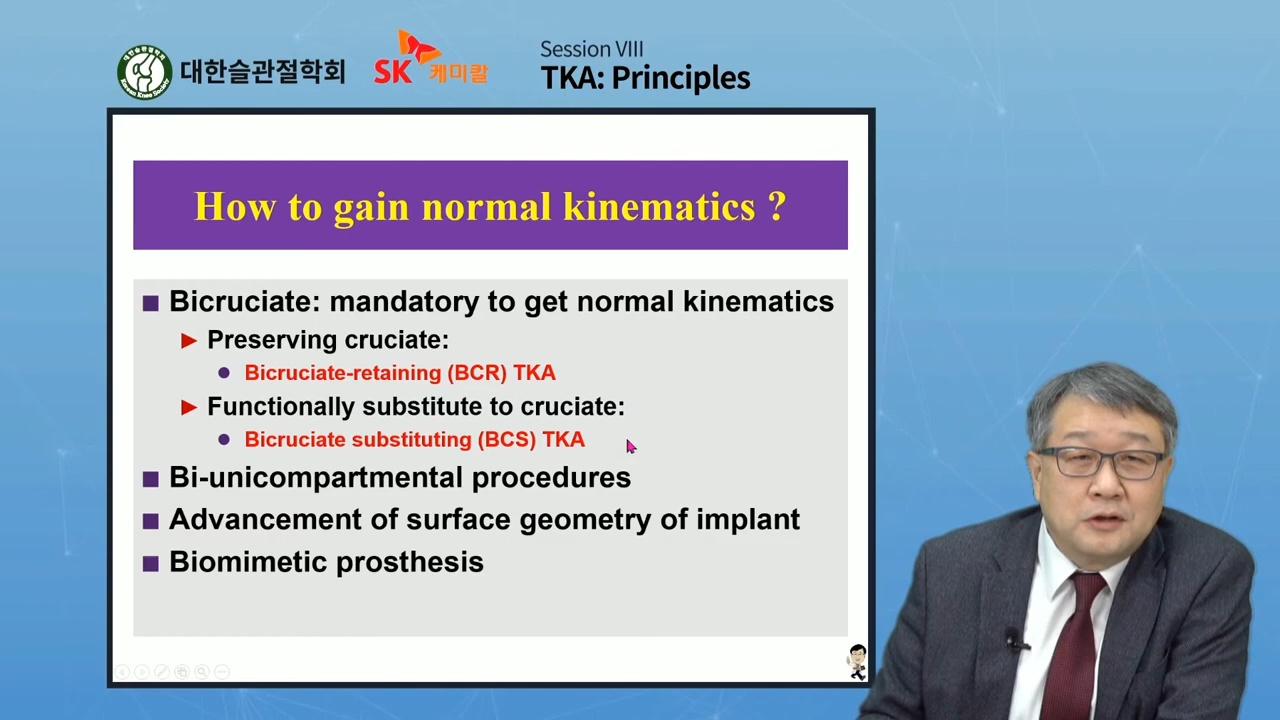 대한슬관절학회
SK 케미칼
Session VIII
TKA: Principles
How to gain normal kinematics ?
Bicruciate: mandatory to get normal kinematics
Preserving cruciate:
Bicruciate-retaining (BCR) TKA
Functionally substitute to cruciate:
Bicruciate substituting (BCS) TKA
Bi-unicompartmental procedures
Advancement of surface geometry of implant
Biomimetic prosthesis